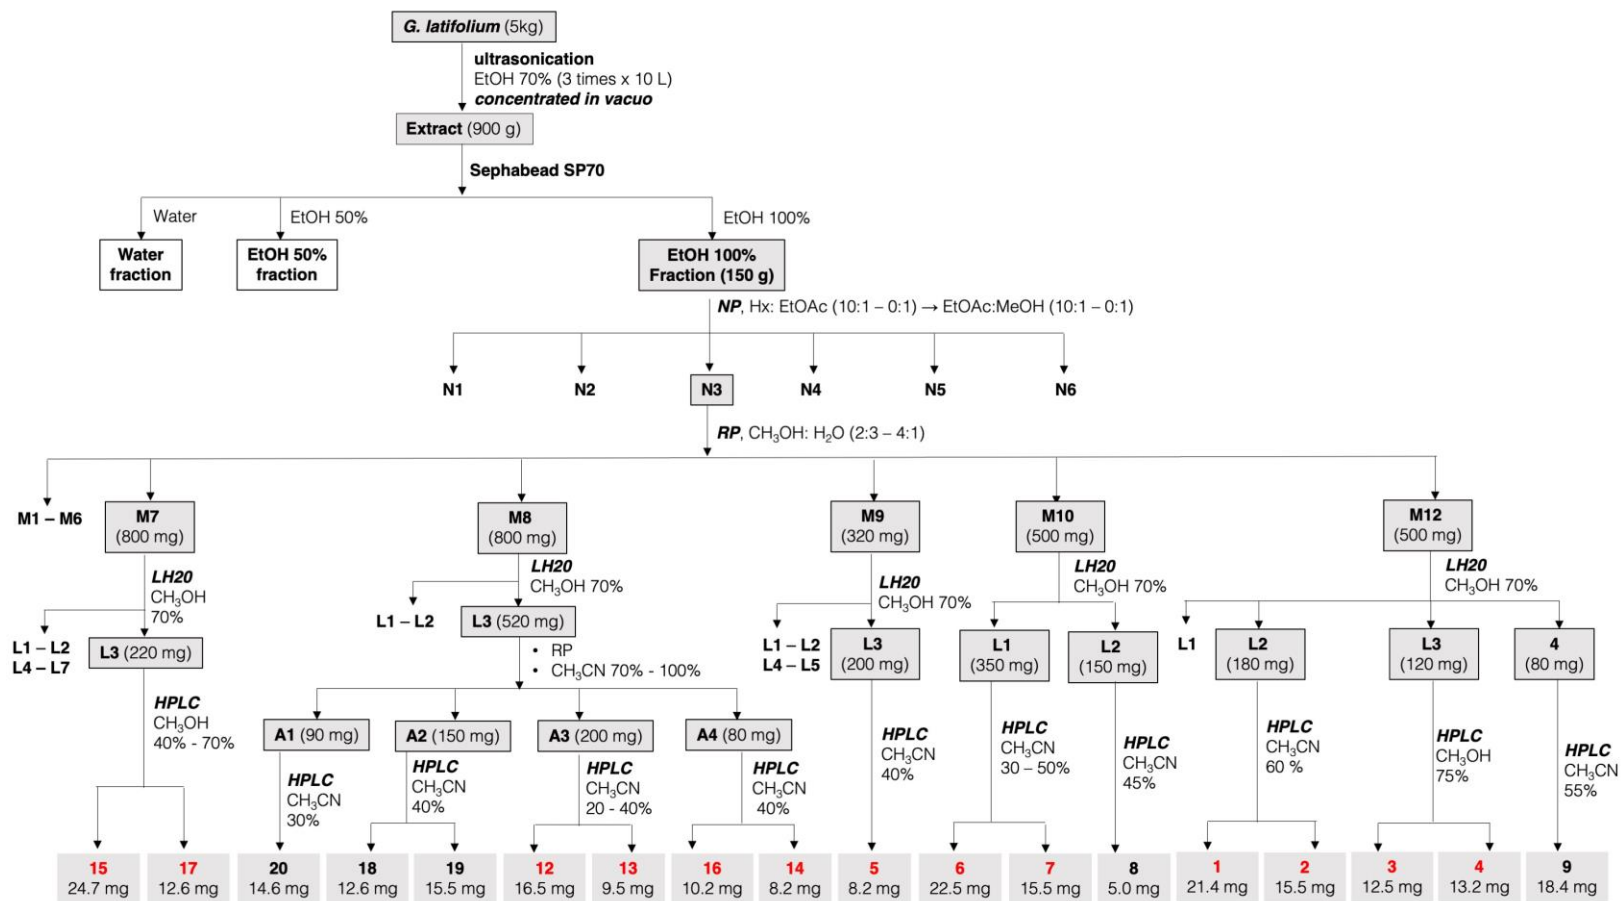 G. latifolium (5kg)
ultrasonication
EtOH 70% (3 times x 10 L)
concentrated in vacuo
Extract (900 g)
Sephabead SP70
Water
EtOH 50%
EtOH 100%
Water
fraction
EtOH 50%
fraction
EtOH 100%
Fraction (150 g)
NP, Hx: EtOAc (10:1 – 0:1) → EtOAc:MeOH (10:1 – 0:1)
N1
N2
N3
N4
N5
N6
RP, CH₃OH: H₂O (2:3 – 4:1)
M1 – M6
M7
(800 mg)
M8
(800 mg)
M9
(320 mg)
M10
(500 mg)
M12
(500 mg)
LH20
CH₃OH
70%
L1 – L2
L4 – L7
L3 (220 mg)
LH20
CH₃OH 70%
L1 – L2
L3 (520 mg)
• RP
• CH₃CN 70% - 100%
LH20
CH₃OH 70%
L1 – L2
L4 – L5
L3
(200 mg)
LH20
CH₃OH 70%
L1
(350 mg)
L2
(150 mg)
LH20
CH₃OH 70%
L1
L2
(180 mg)
L3
(120 mg)
4
(80 mg)
HPLC
CH₃OH
40% - 70%
A1 (90 mg)
A2 (150 mg)
A3 (200 mg)
A4 (80 mg)
HPLC
CH₃CN
30%
HPLC
CH₃CN
40%
HPLC
CH₃CN
20 - 40%
HPLC
CH₃CN
40%
HPLC
CH₃CN
40%
HPLC
CH₃CN
30 – 50%
HPLC
CH₃CN
45%
HPLC
CH₃CN
60 %
HPLC
CH₃OH
75%
HPLC
CH₃CN
55%
15
24.7 mg
17
12.6 mg
20
14.6 mg
18
12.6 mg
19
15.5 mg
12
16.5 mg
13
9.5 mg
16
10.2 mg
14
8.2 mg
5
8.2 mg
6
22.5 mg
7
15.5 mg
8
5.0 mg
1
21.4 mg
2
15.5 mg
3
12.5 mg
4
13.2 mg
9
18.4 mg